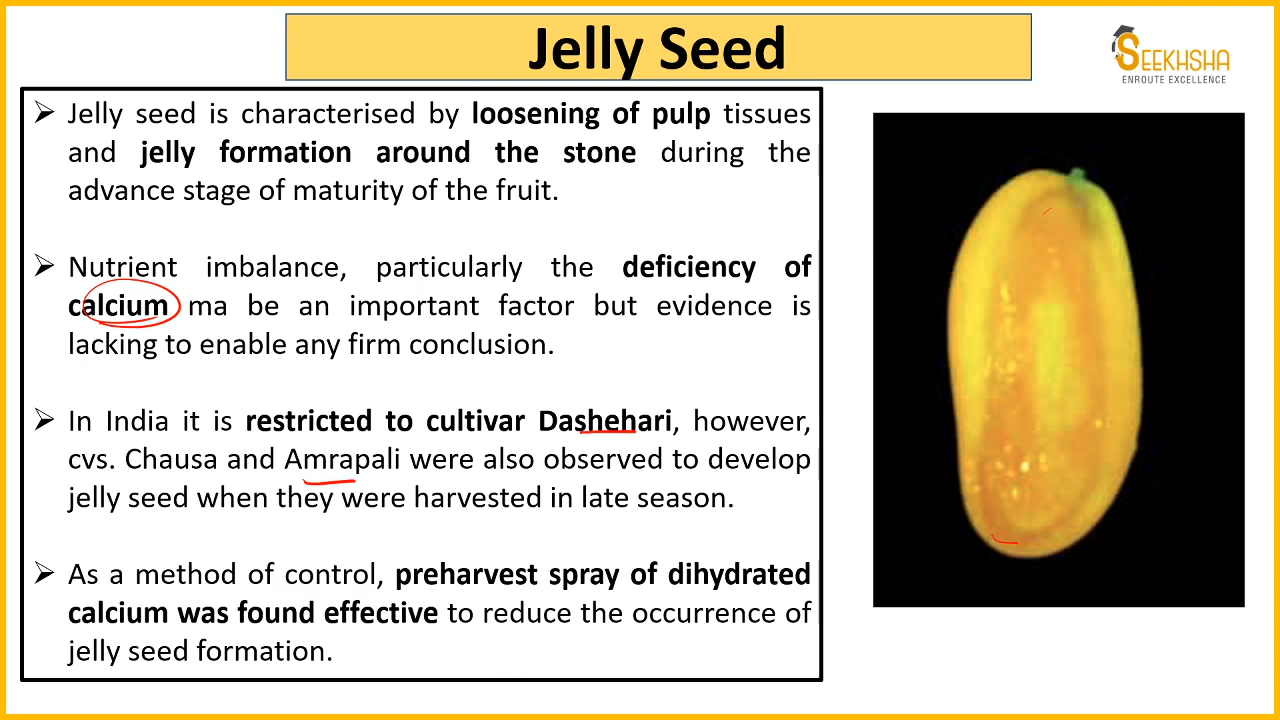 Jelly Seed
SEEKHSHA
ENROUTE EXCELLENCE
➢ Jelly seed is characterised by loosening of pulp tissues
and jelly formation around the stone during the
advance stage of maturity of the fruit.
➢ Nutrient imbalance, particularly the deficiency of
calcium ma be an important factor but evidence is
lacking to enable any firm conclusion.
➢ In India it is restricted to cultivar Dashehari, however,
cvs. Chausa and Amrapali were also observed to develop
jelly seed when they were harvested in late season.
➢ As a method of control, preharvest spray of dihydrated
calcium was found effective to reduce the occurrence of
jelly seed formation.